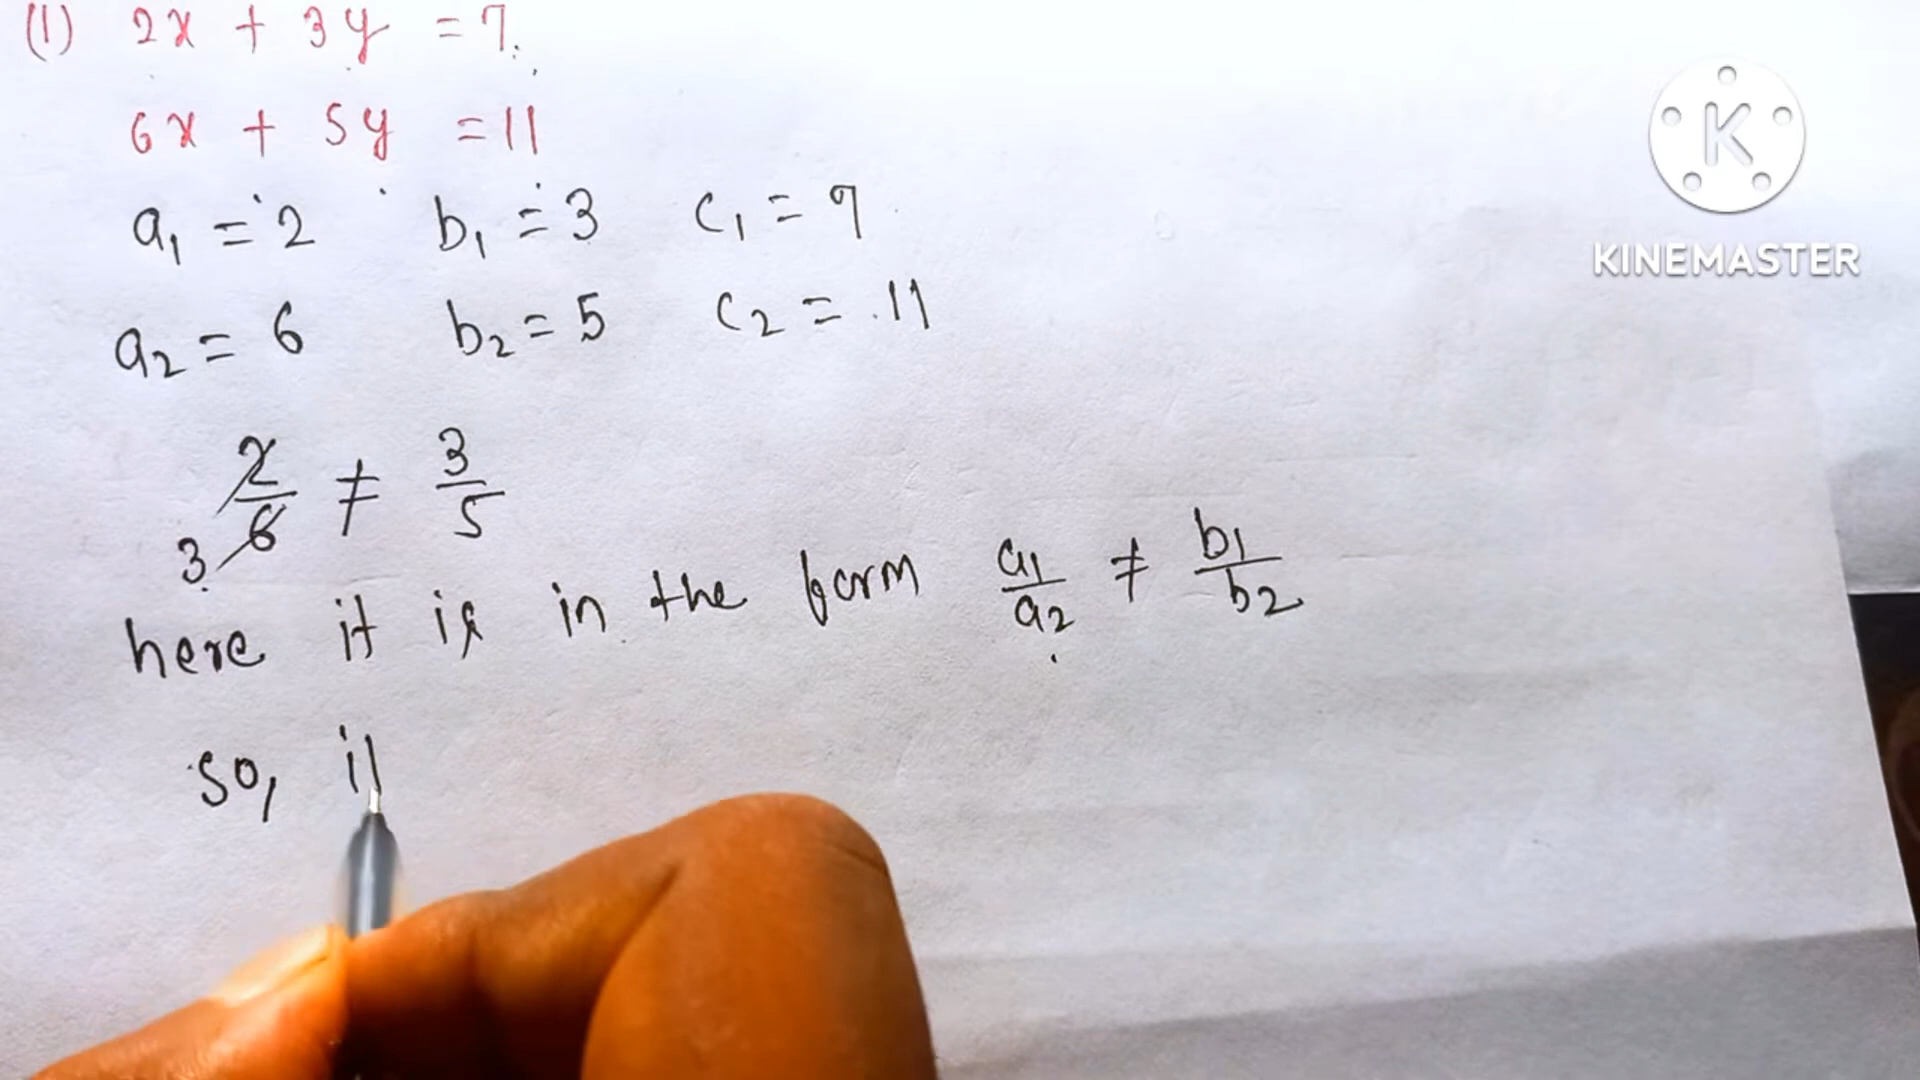 (1) 2x + 3y = 7
6x + 5y = 11
a₁ = 2 b₁ = 3 c₁ = 7
a₂ = 6 b₂ = 5 c₂ = 11
2/6 ≠ 3/5
3
here it is in the form a₁/a₂ ≠ b₁/b₂
so, it
K
KINEMASTER